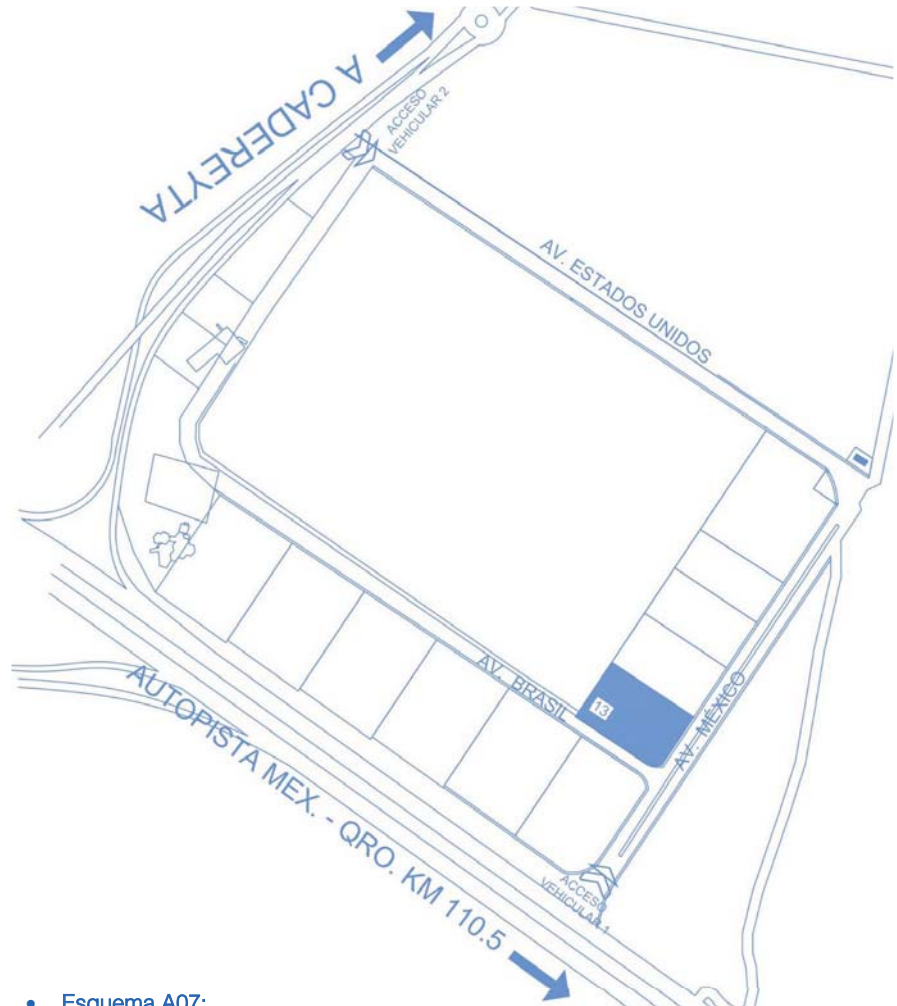 A CADEREYTA
ACCESO
VEHICULAR 2
AV. ESTADOS UNIDOS
AV. BRASIL
13
AV. MÉXICO
AUTOPISTA MEX. - QRO. KM 110.5
ACCESO
VEHICULAR 1
• Esquema A07: